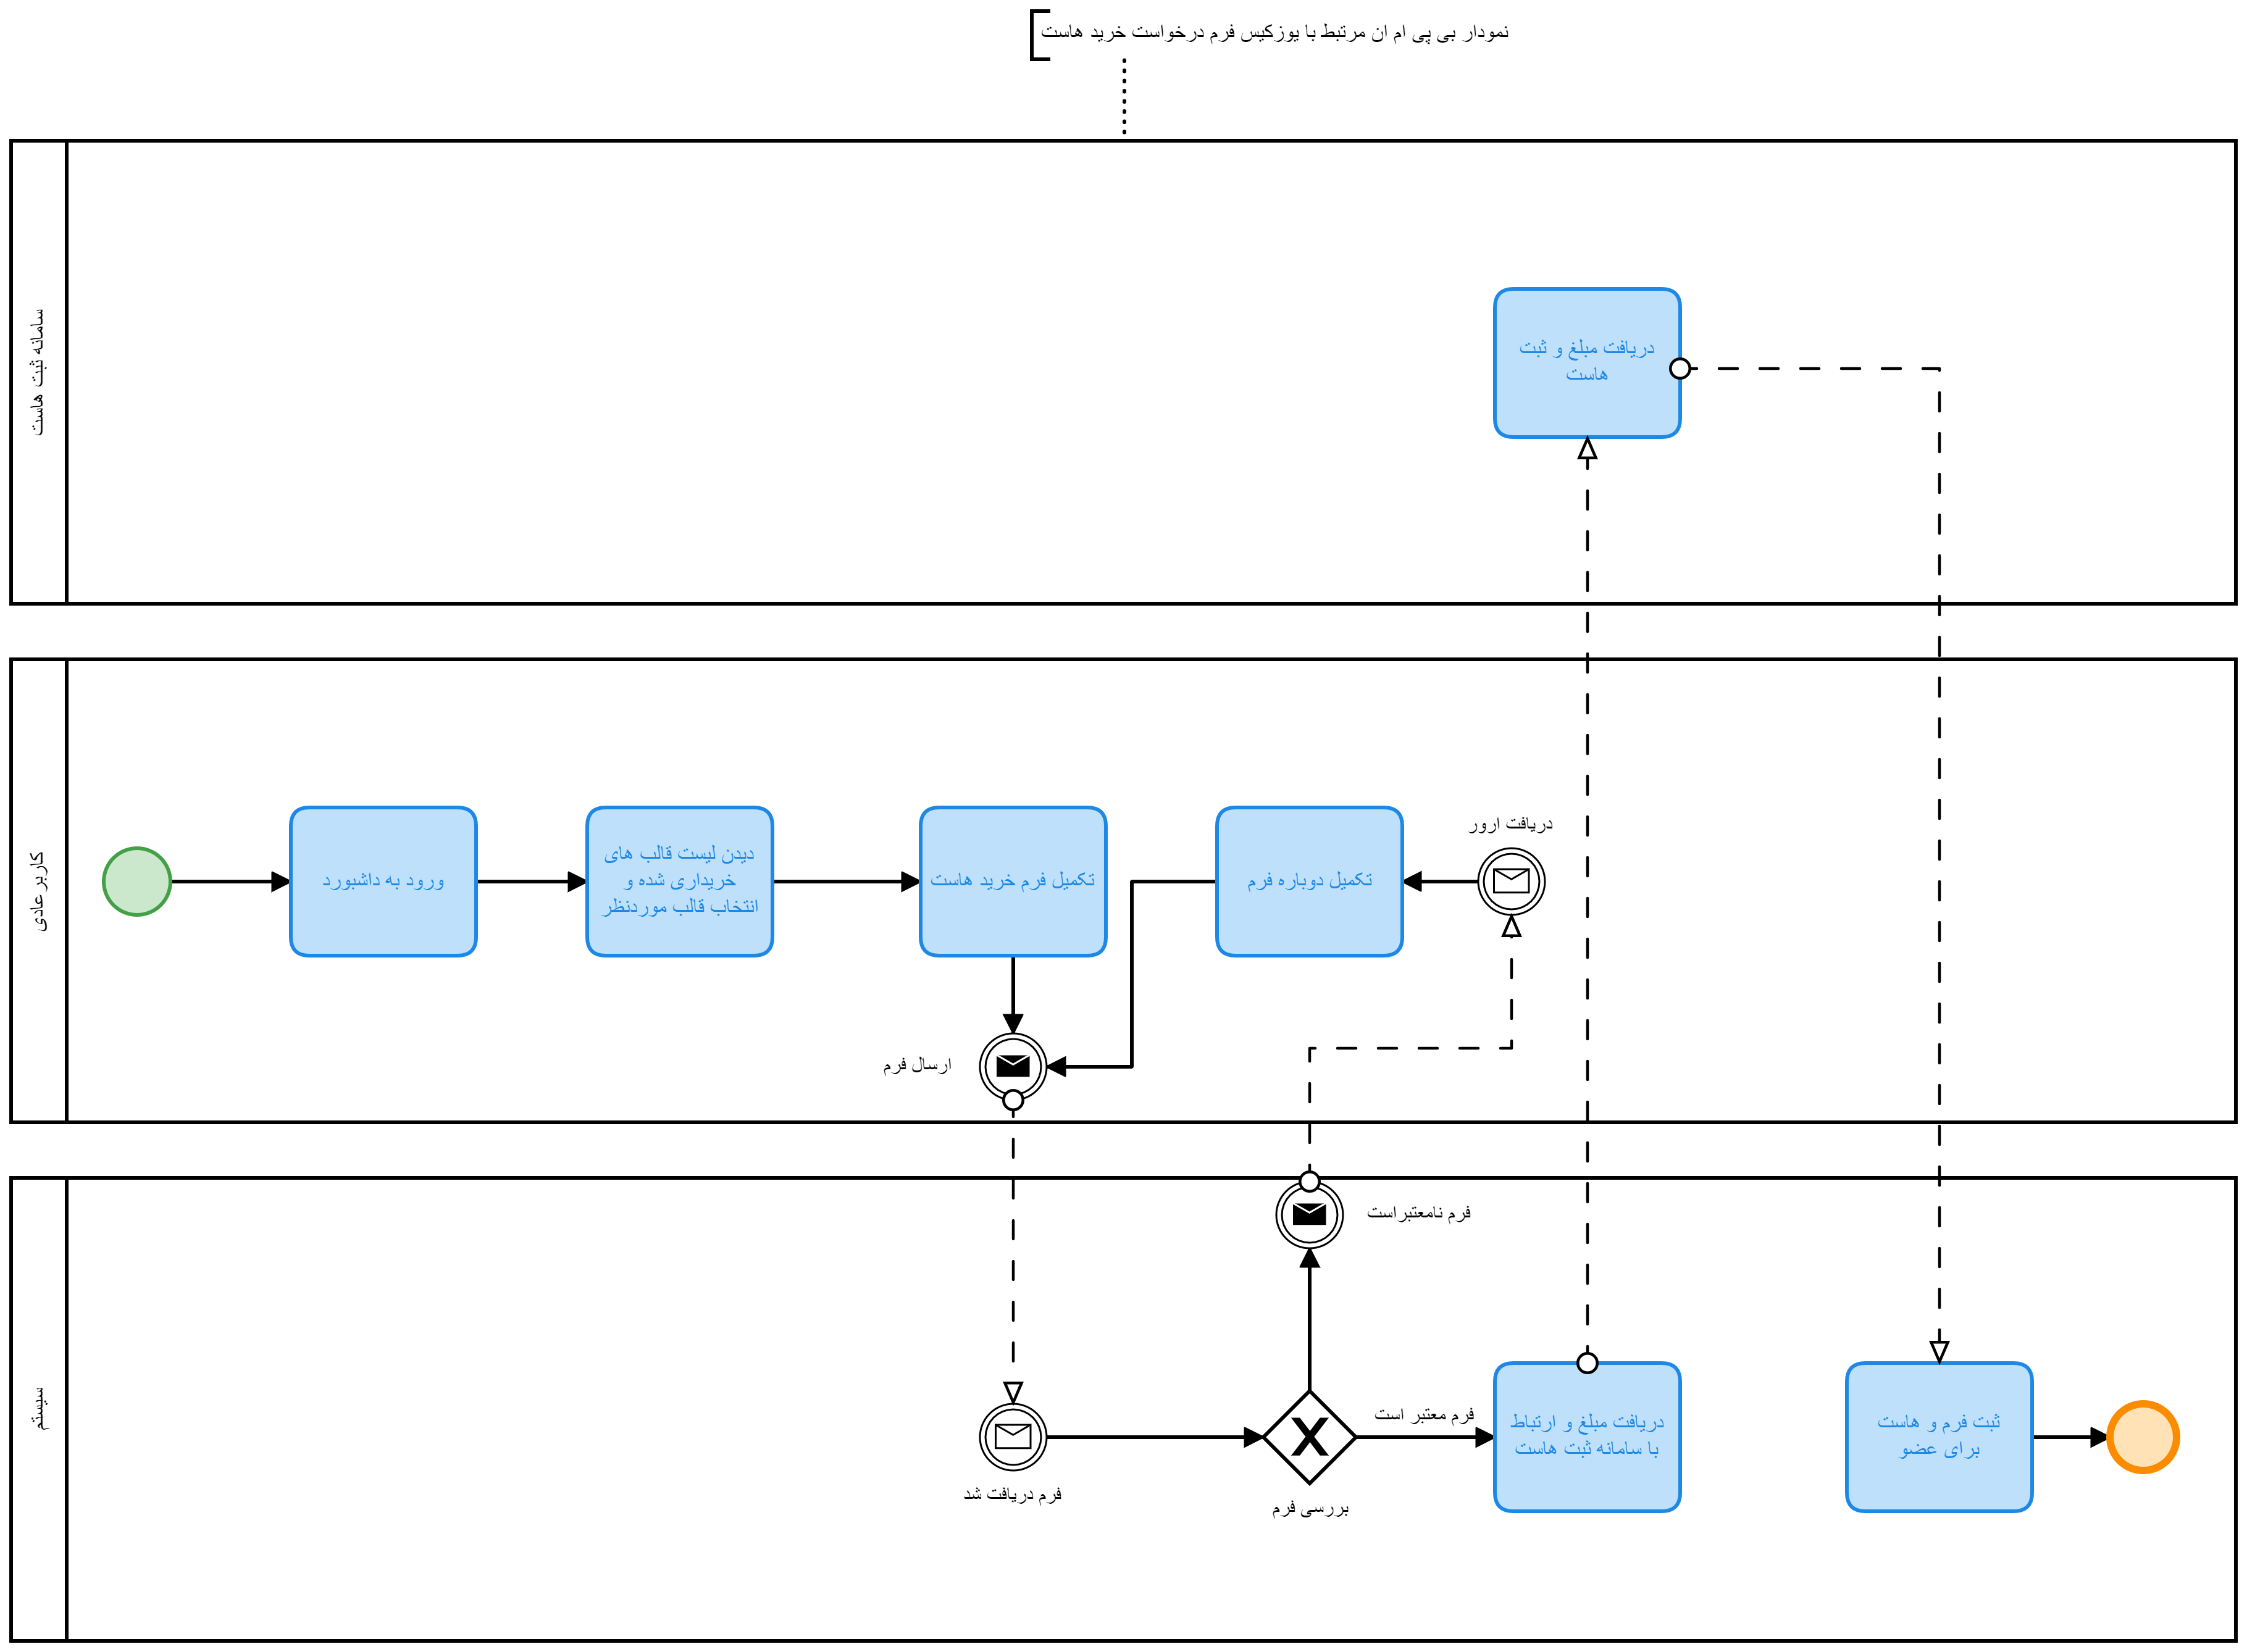 نمودار بی پی ام ان مرتبط با یوزکیس فرم درخواست خرید هاست
سامانه ثبت هاست
دریافت مبلغ و ثبت
هاست
کاربر عادی
ورود به داشبورد
دیدن لیست قالب های
خریداری شده و
انتخاب قالب موردنظر
تکمیل فرم خرید هاست
تکمیل دوباره فرم
دریافت ارور
ارسال فرم
سیستم
فرم نامعتبراست
فرم دریافت شد
بررسی فرم
فرم معتبر است
دریافت مبلغ و ارتباط
با سامانه ثبت هاست
ثبت فرم و هاست
برای عضو